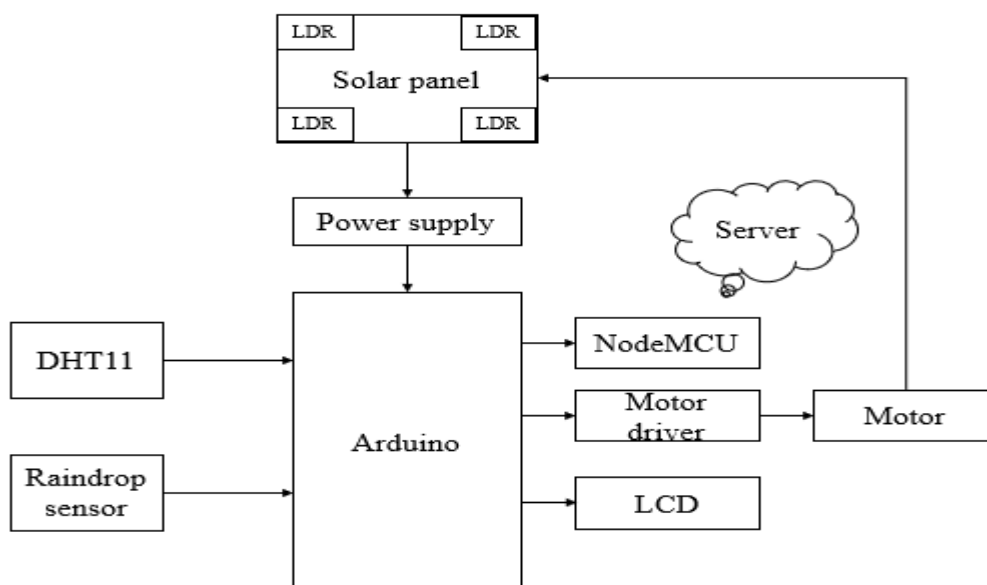 LDR
LDR
Solar panel
LDR
LDR
Power supply
Server
DHT11
NodeMCU
Motor
driver
Motor
Arduino
Raindrop
sensor
LCD